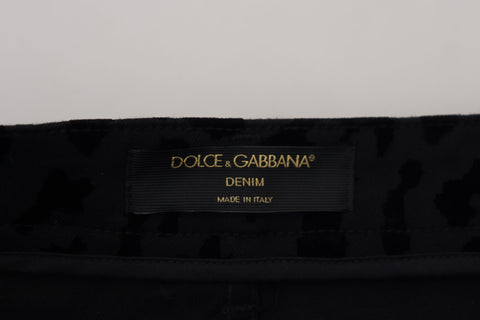 DOLCE & GABBANA®
DENIM
MADE IN ITALY